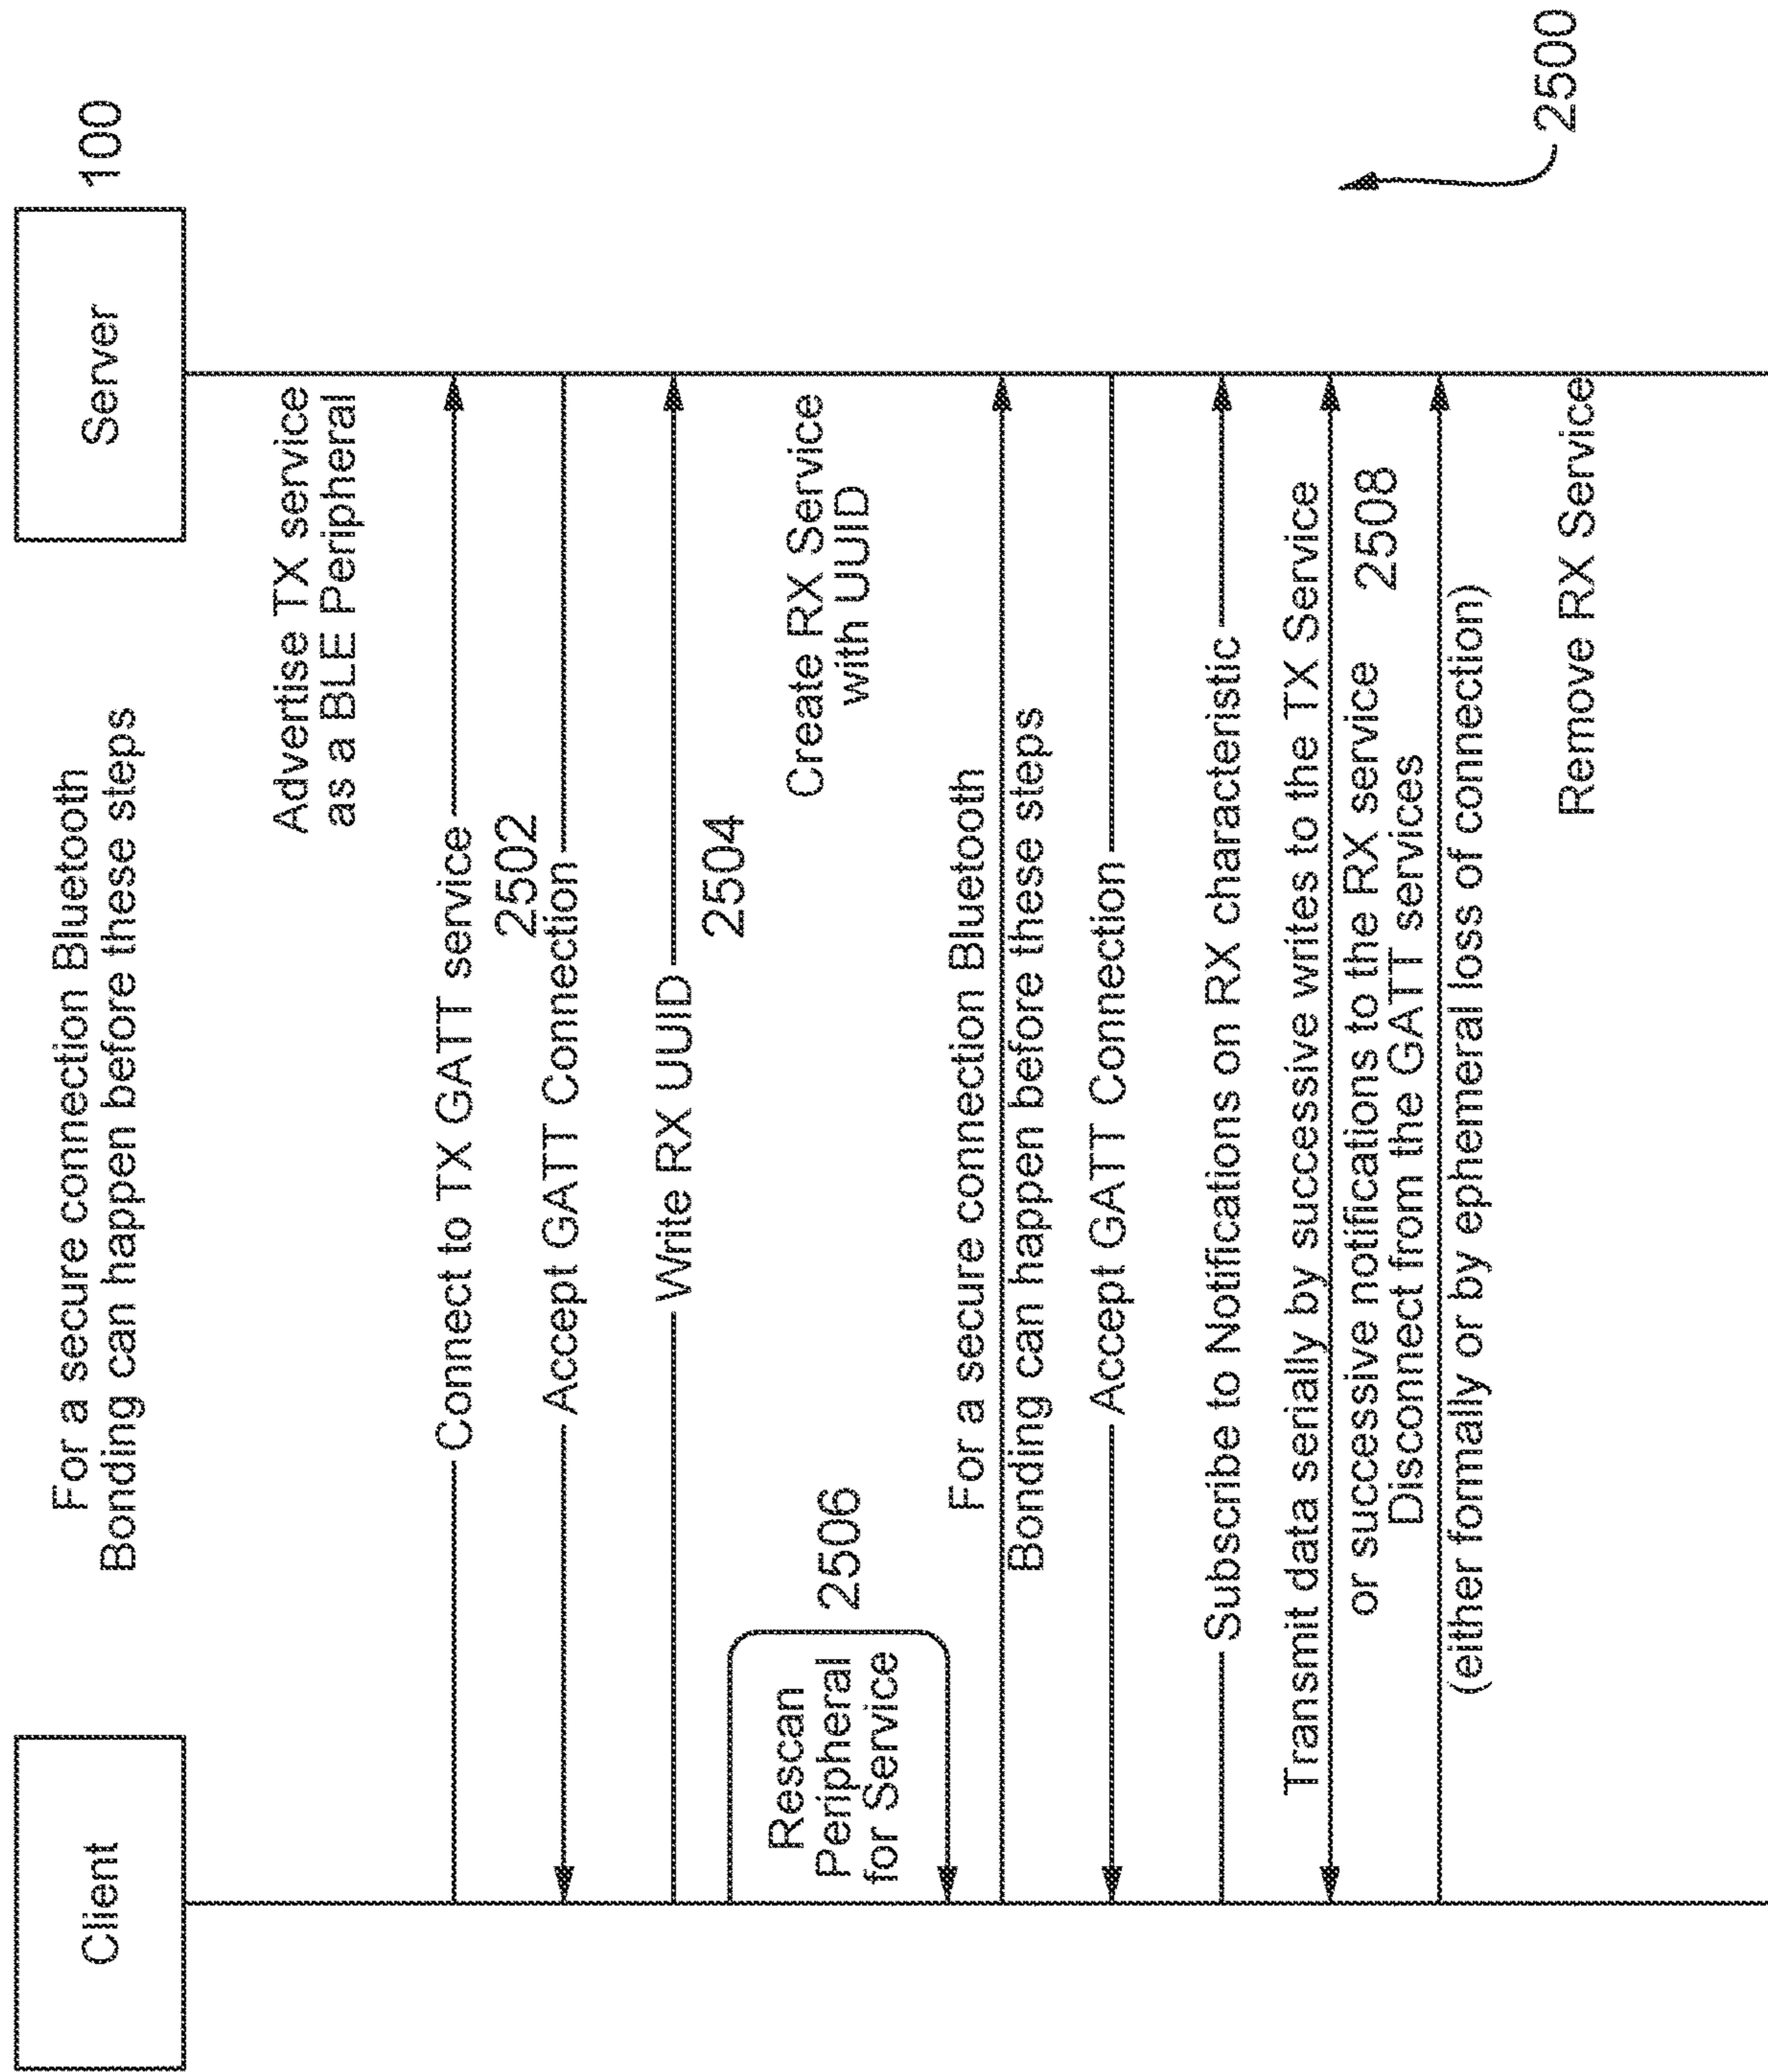 Client
Server
100
For a secure connection Bluetooth
Bonding can happen before these steps
Advertise TX service
as a BLE Peripheral
Connect to TX GATT service
2502
Accept GATT Connection
Write RX UUID
2504
Rescan
Peripheral
for Service
2506
Create RX Service
with UUID
For a secure connection Bluetooth
Bonding can happen before these steps
Accept GATT Connection
Subscribe to Notifications on RX characteristic
Transmit data serially by successive writes to the TX Service
or successive notifications to the RX service
2508
Disconnect from the GATT services
(either formally or by ephemeral loss of connection)
Remove RX Service
2500